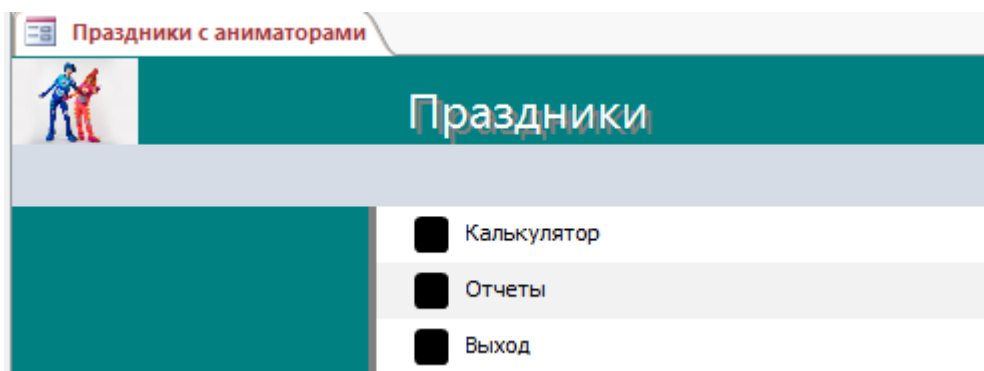 Праздники с аниматорами
Праздники
Калькулятор
Отчеты
Выход